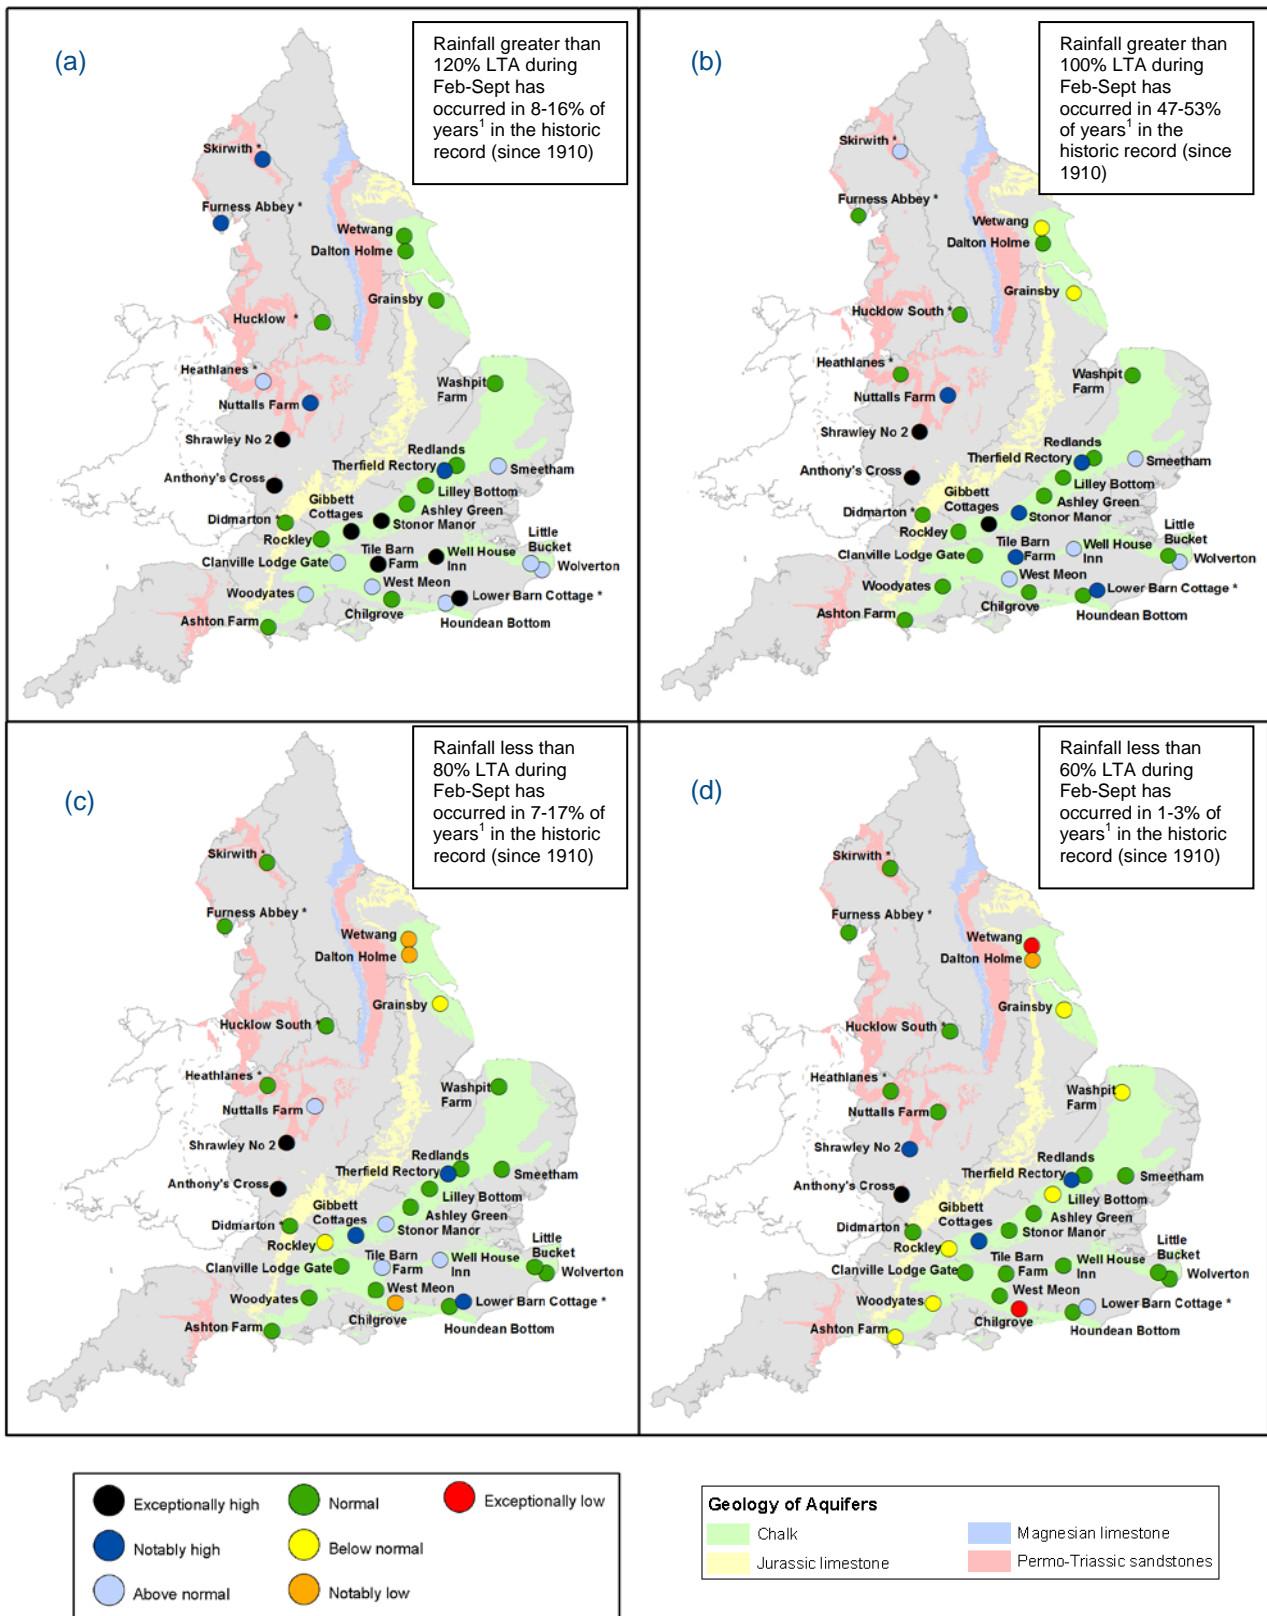 (a)
Rainfall greater than
120% LTA during
Feb-Sept has
occurred in 8-16% of
years¹ in the historic
record (since 1910)
Skirwith *
Furness Abbey *
Wetwang
Dalton Holme
Grainsby
Hucklow *
Heathlanes *
Nuttalls Farm
Washpit
Farm
Shrawley No 2
Redlands
Therfield Rectory
Smeetham
Anthony's Cross
Lilley Bottom
Gibbett
Cottages
Ashley Green
Stonor Manor
Didmarton *
Rockley
Tile Barn
Farm
Well House
Inn
Little
Bucket
Clanville Lodge Gate
Wolverton
West Meon
Woodyates
Lower Barn Cottage *
Chilgrove
Ashton Farm
Houndean Bottom
(b)
Rainfall greater than
100% LTA during
Feb-Sept has
occurred in 47-53%
of years¹ in the
historic record (since
1910)
Skirwith *
Furness Abbey *
Wetwang
Dalton Holme
Grainsby
Hucklow South *
Heathlanes *
Nuttalls Farm
Washpit
Farm
Shrawley No 2
Redlands
Therfield Rectory
Smeetham
Anthony's Cross
Lilley Bottom
Gibbett
Cottages
Ashley Green
Stonor Manor
Didmarton *
Rockley
Tile Barn
Farm
Well House
Inn
Little
Bucket
Clanville Lodge Gate
Wolverton
West Meon
Woodyates
Lower Barn Cottage *
Chilgrove
Ashton Farm
Houndean Bottom
(c)
Rainfall less than
80% LTA during
Feb-Sept has
occurred in 7-17% of
years¹ in the historic
record (since 1910)
Skirwith *
Furness Abbey *
Wetwang
Dalton Holme
Grainsby
Hucklow South *
Heathlanes *
Nuttalls Farm
Washpit
Farm
Shrawley No 2
Redlands
Therfield Rectory
Smeetham
Anthony's Cross
Lilley Bottom
Gibbett
Cottages
Ashley Green
Stonor Manor
Didmarton *
Rockley
Tile Barn
Farm
Well House
Inn
Little
Bucket
Clanville Lodge Gate
Wolverton
West Meon
Woodyates
Lower Barn Cottage *
Chilgrove
Ashton Farm
Houndean Bottom
(d)
Rainfall less than
60% LTA during
Feb-Sept has
occurred in 1-3% of
years¹ in the historic
record (since 1910)
Skirwith *
Furness Abbey *
Wetwang
Dalton Holme
Grainsby
Hucklow South *
Heathlanes *
Nuttalls Farm
Washpit
Farm
Shrawley No 2
Redlands
Therfield Rectory
Smeetham
Anthony's Cross
Lilley Bottom
Gibbett
Cottages
Ashley Green
Stonor Manor
Didmarton *
Rockley
Tile Barn
Farm
Well House
Inn
Little
Bucket
Clanville Lodge Gate
Wolverton
West Meon
Woodyates
Lower Barn Cottage *
Chilgrove
Ashton Farm
Houndean Bottom
Exceptionally high
Normal
Exceptionally low
Notably high
Below normal
Above normal
Notably low
Geology of Aquifers
Chalk
Magnesian limestone
Jurassic limestone
Permo-Triassic sandstones